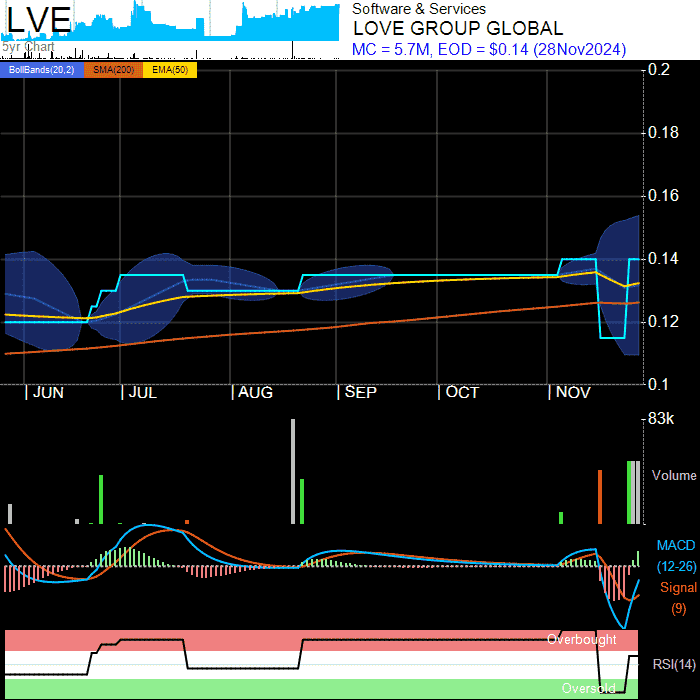 LVE
5yr Chart
Software & Services
LOVE GROUP GLOBAL
MC = 5.7M, EOD = $0.14 (28Nov2024)
BollBands(20,2) SMA(200) EMA(50)
0.2
0.18
0.16
0.14
0.12
0.1
JUN JUL AUG SEP OCT NOV
83k
Volume
MACD
(12-26)
Signal
(9)
Overbought
RSI(14)
Oversold